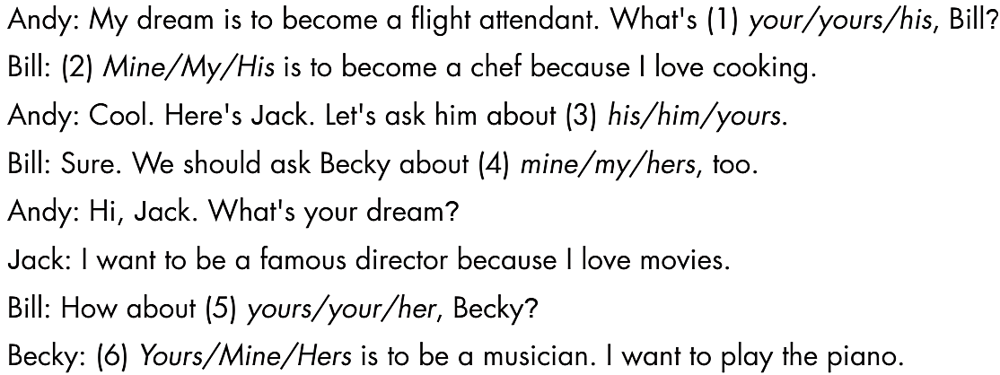 Andy: My dream is to become a flight attendant. What's (1) your/yours/his, Bill?
Bill: (2) Mine/My/His is to become a chef because I love cooking.
Andy: Cool. Here's Jack. Let's ask him about (3) his/him/yours.
Bill: Sure. We should ask Becky about (4) mine/my/hers, too.
Andy: Hi, Jack. What's your dream?
Jack: I want to be a famous director because I love movies.
Bill: How about (5) yours/your/her, Becky?
Becky: (6) Yours/Mine/Hers is to be a musician. I want to play the piano.